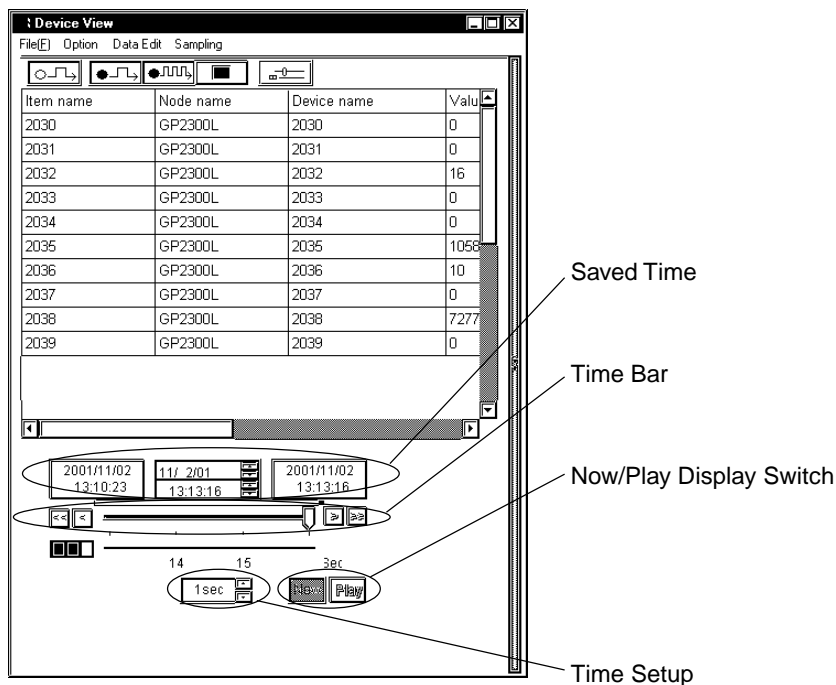 Device View
File(F) Option Data Edit Sampling
Item name Node name Device name Valu
2030 GP2300L 2030 0
2031 GP2300L 2031 0
2032 GP2300L 2032 16
2033 GP2300L 2033 0
2034 GP2300L 2034 0
2035 GP2300L 2035 1058
2036 GP2300L 2036 10
2037 GP2300L 2037 0
2038 GP2300L 2038 7277
2039 GP2300L 2039 0
Saved Time
Time Bar
2001/11/02 11/ 2/01 2001/11/02
13:10:23 13:13:16 13:13:16
Now/Play Display Switch
14 15 Sec
1sec Now Play
Time Setup